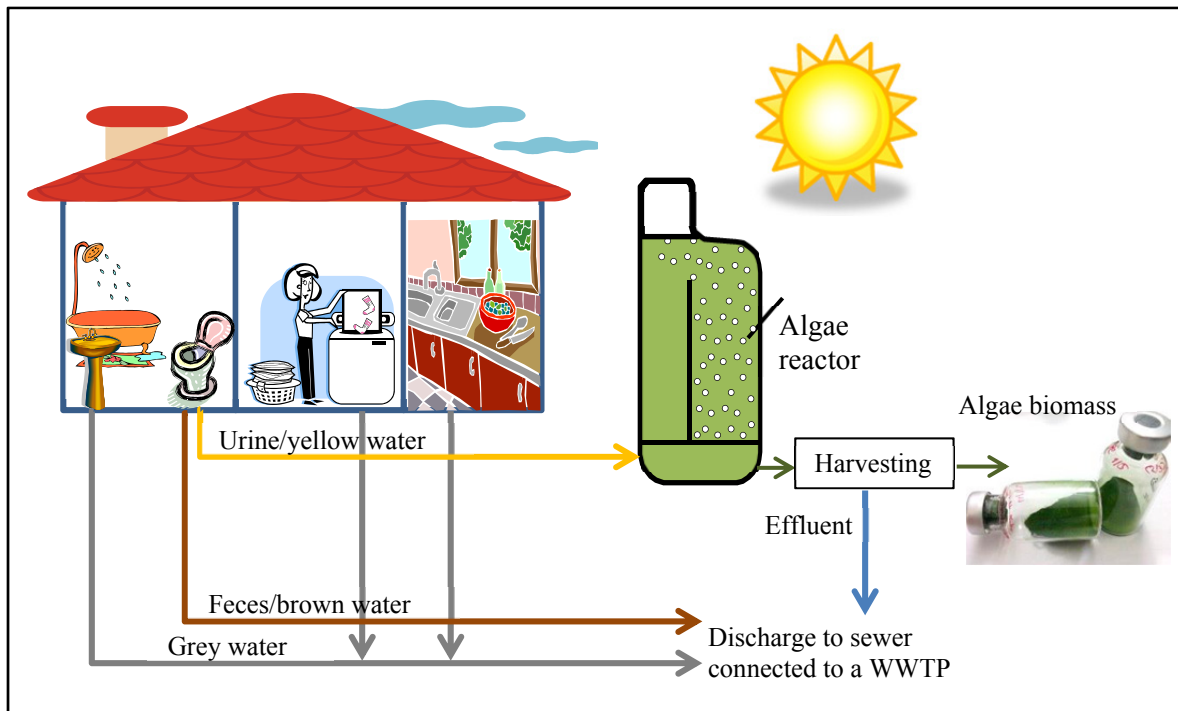 Urine/yellow water
Algae
reactor
Algae biomass
Harvesting
Effluent
Feces/brown water
Grey water
Discharge to sewer
connected to a WWTP